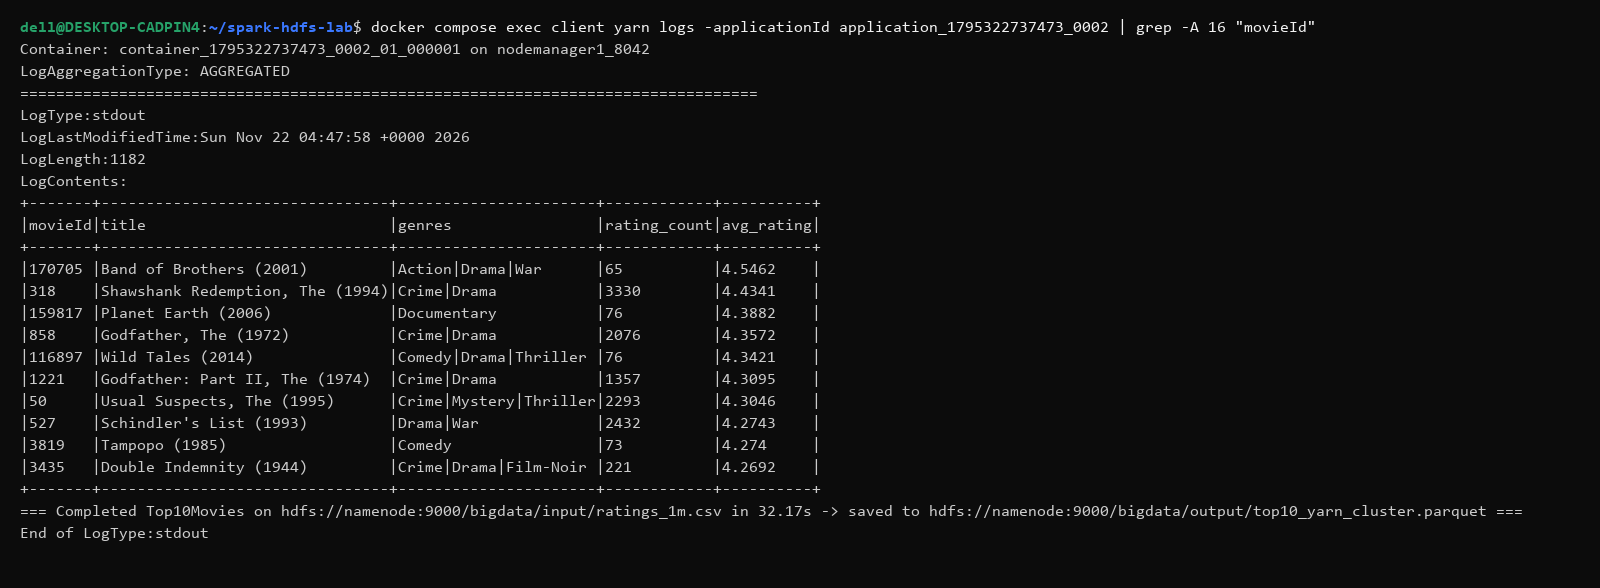 dell@DESKTOP-CADPIN4:~/spark-hdfs-lab$ docker compose exec client yarn logs -applicationId application_1795322737473_0002 | grep -A 16 "movieId"
Container: container_1795322737473_0002_01_000001 on nodemanager1_8042
LogAggregationType: AGGREGATED
==================================================================================
LogType:stdout
LogLastModifiedTime:Sun Nov 22 04:47:58 +0000 2026
LogLength:1182
LogContents:
+-------+--------------------------------+----------------------+------------+----------+
|movieId|title                           |genres                |rating_count|avg_rating|
+-------+--------------------------------+----------------------+------------+----------+
|170705 |Band of Brothers (2001)         |Action|Drama|War      |65          |4.5462    |
|318    |Shawshank Redemption, The (1994)|Crime|Drama           |3330        |4.4341    |
|159817 |Planet Earth (2006)             |Documentary           |76          |4.3882    |
|858    |Godfather, The (1972)           |Crime|Drama           |2076        |4.3572    |
|116897 |Wild Tales (2014)               |Comedy|Drama|Thriller |76          |4.3421    |
|1221   |Godfather: Part II, The (1974)  |Crime|Drama           |1357        |4.3095    |
|50     |Usual Suspects, The (1995)      |Crime|Mystery|Thriller|2293        |4.3046    |
|527    |Schindler's List (1993)         |Drama|War             |2432        |4.2743    |
|3819   |Tampopo (1985)                  |Comedy                |73          |4.274     |
|3435   |Double Indemnity (1944)         |Crime|Drama|Film-Noir |221         |4.2692    |
+-------+--------------------------------+----------------------+------------+----------+
=== Completed Top10Movies on hdfs://namenode:9000/bigdata/input/ratings_1m.csv in 32.17s -> saved to hdfs://namenode:9000/bigdata/output/top10_yarn_cluster.parquet ===
End of LogType:stdout